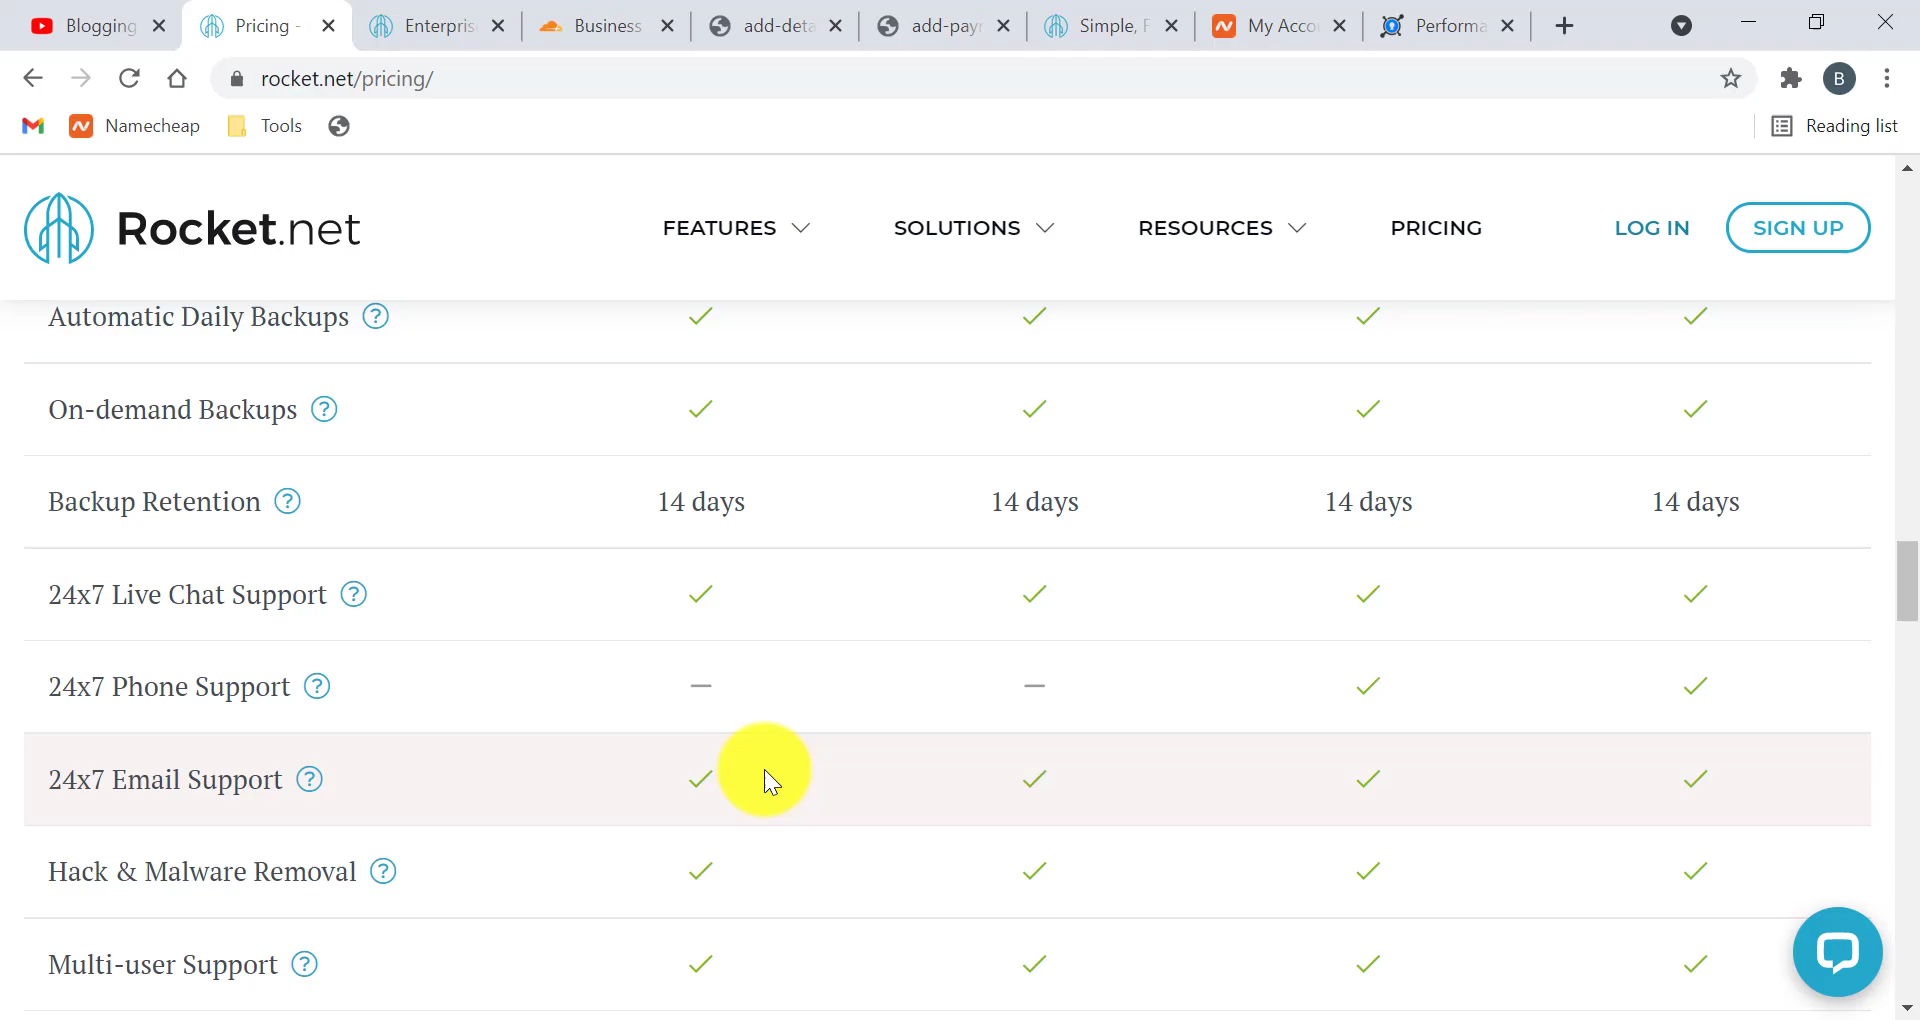 Blogging
Pricing -
Enterpris
Business
add-deta
add-payr
Simple, F
My Acco
Performa
rocket.net/pricing/
B
Namecheap
Tools
Reading list
Rocket.net
FEATURES
SOLUTIONS
RESOURCES
PRICING
LOG IN
SIGN UP
Automatic Daily Backups ?
On-demand Backups ?
Backup Retention ? 14 days 14 days 14 days 14 days
24x7 Live Chat Support ?
24x7 Phone Support ? — —
24x7 Email Support ?
Hack & Malware Removal ?
Multi-user Support ?